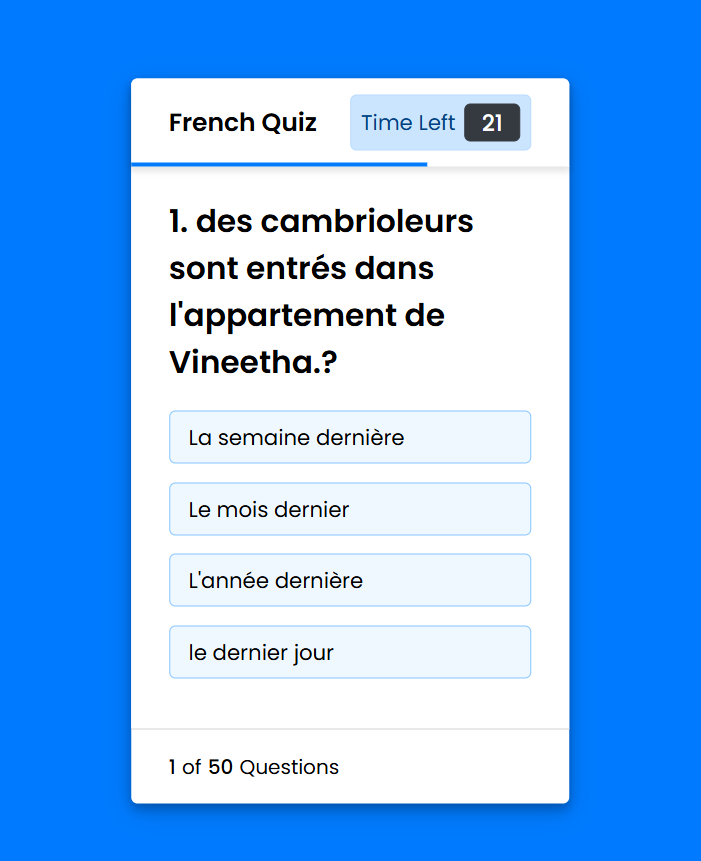 French Quiz
Time Left 21
1. des cambrioleurs
sont entrés dans
l'appartement de
Vineetha.?
La semaine dernière
Le mois dernier
L'année dernière
le dernier jour
1 of 50 Questions